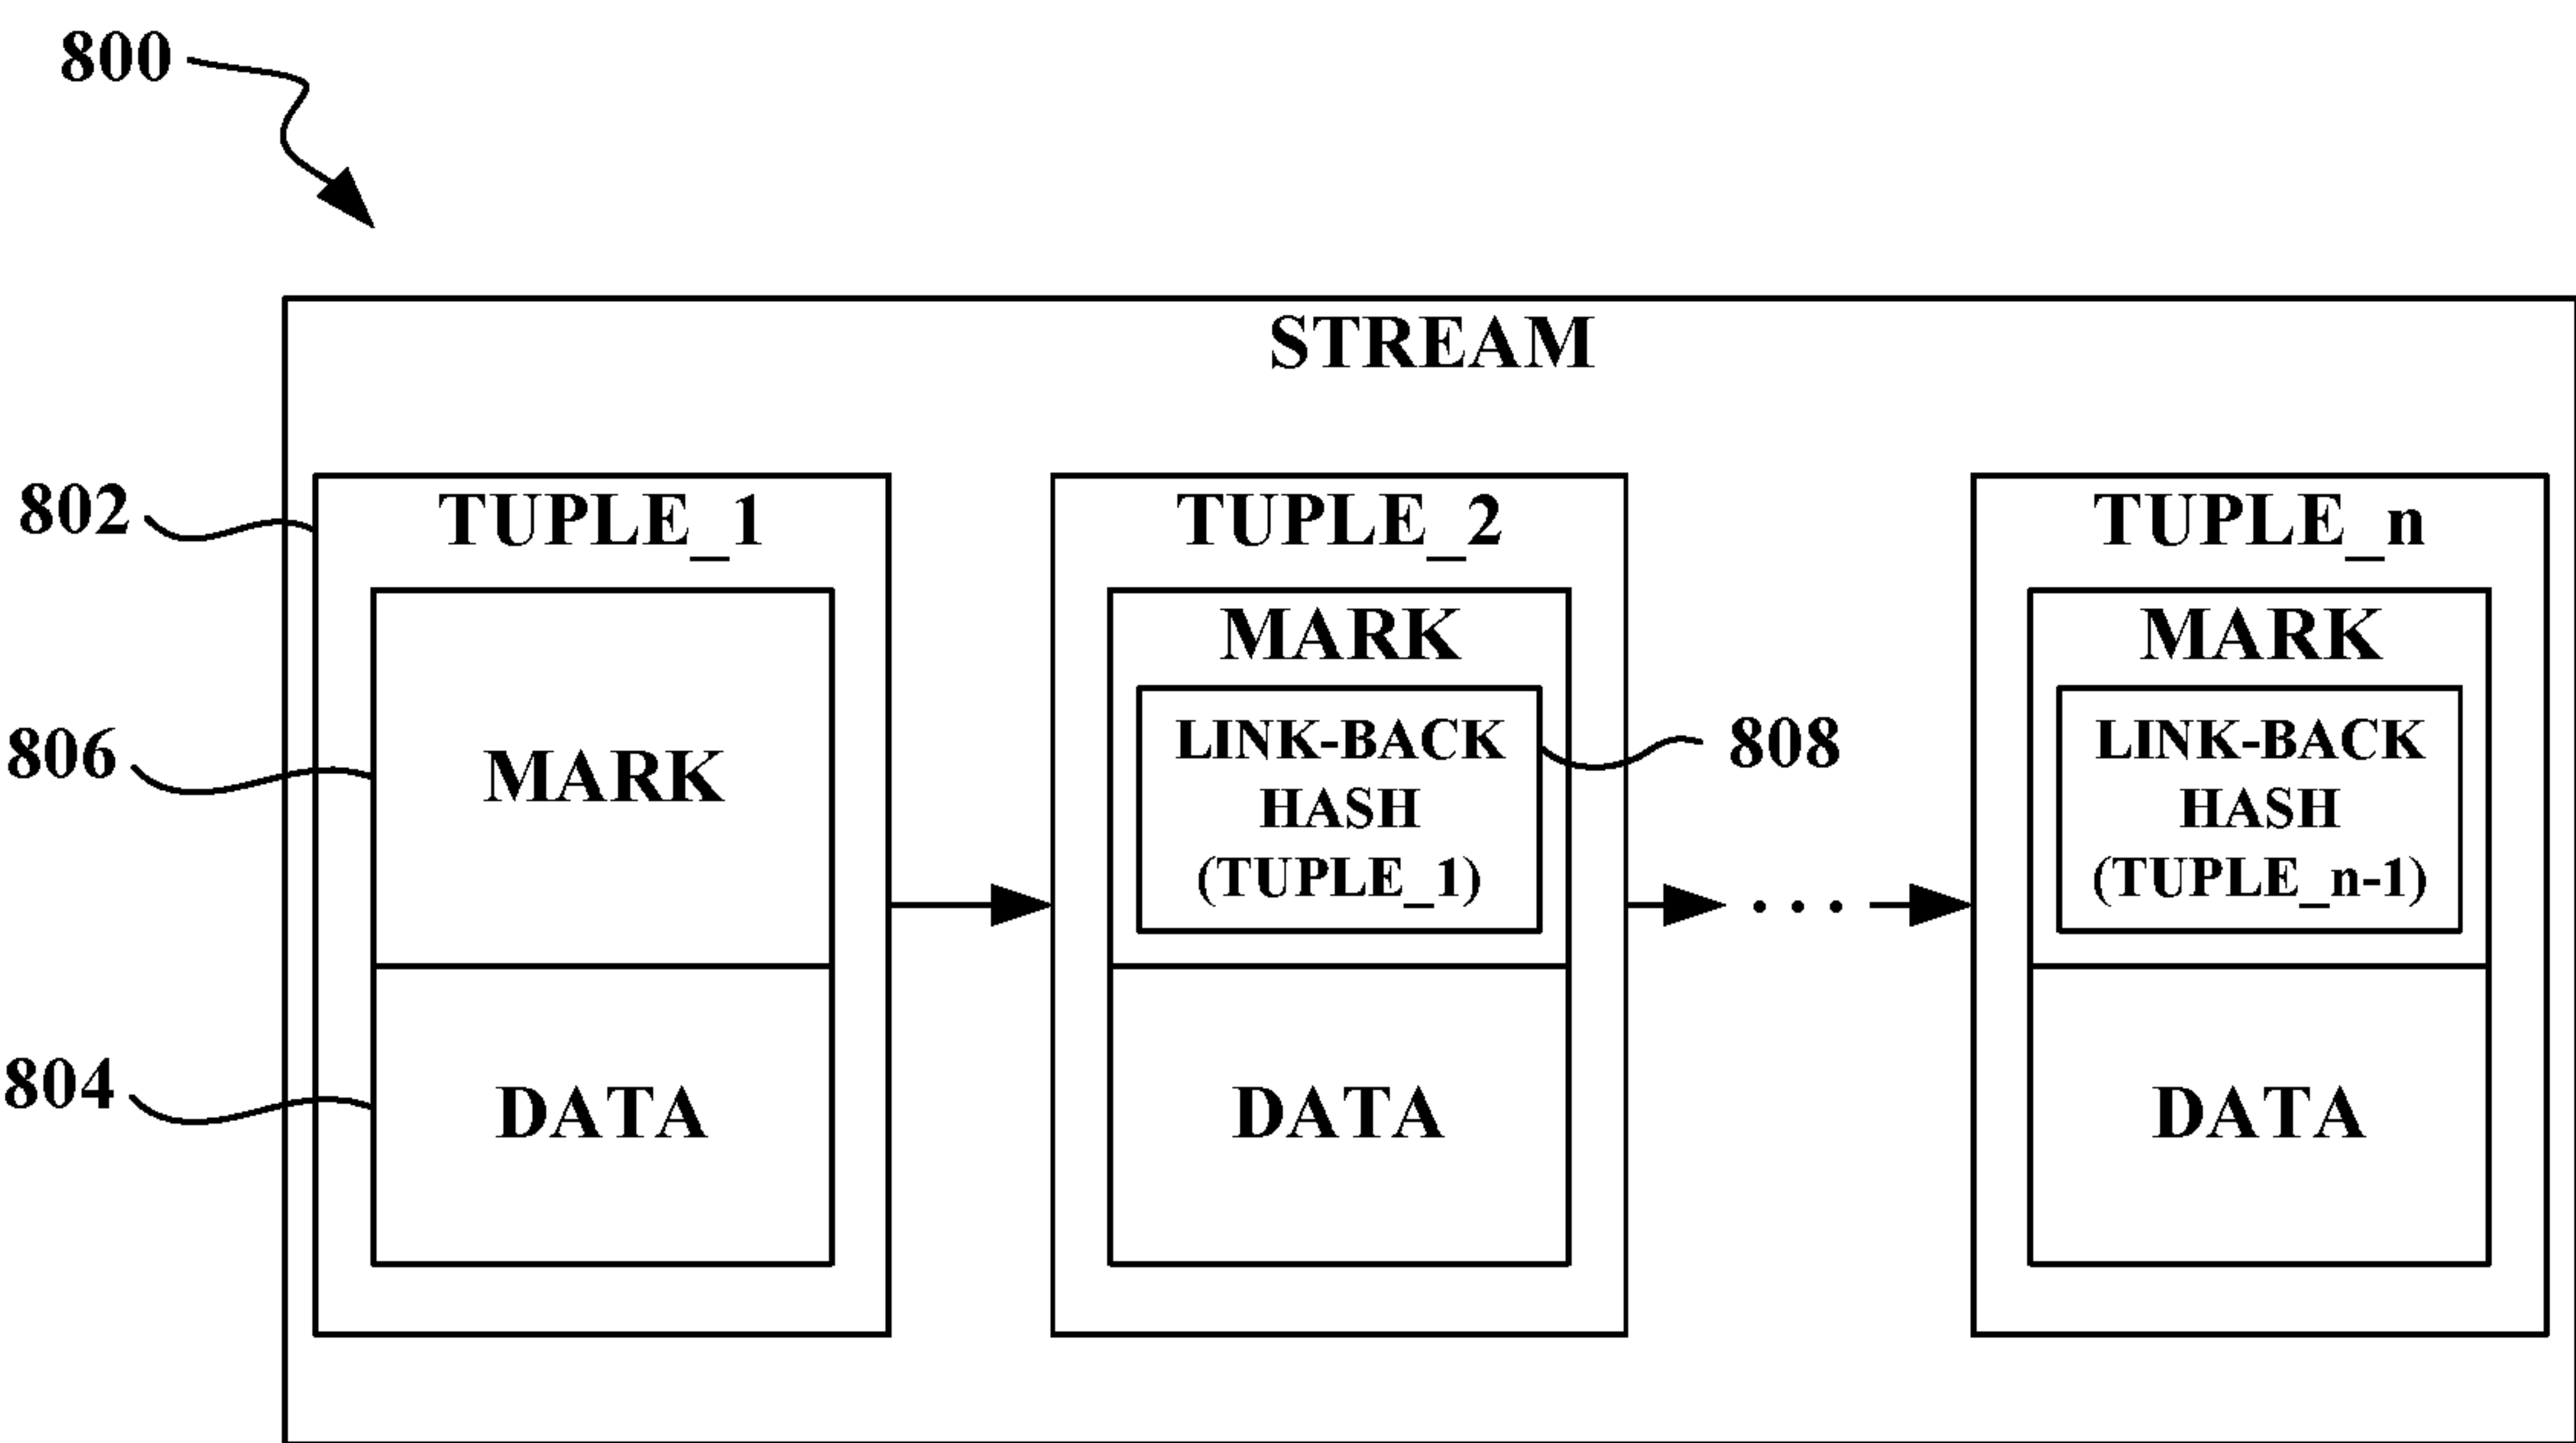 800
STREAM
802
TUPLE_1
TUPLE_2
TUPLE_n
806
MARK
MARK
LINK-BACK
HASH
(TUPLE_1)
808
MARK
LINK-BACK
HASH
(TUPLE_n-1)
804
DATA
DATA
• • •
DATA